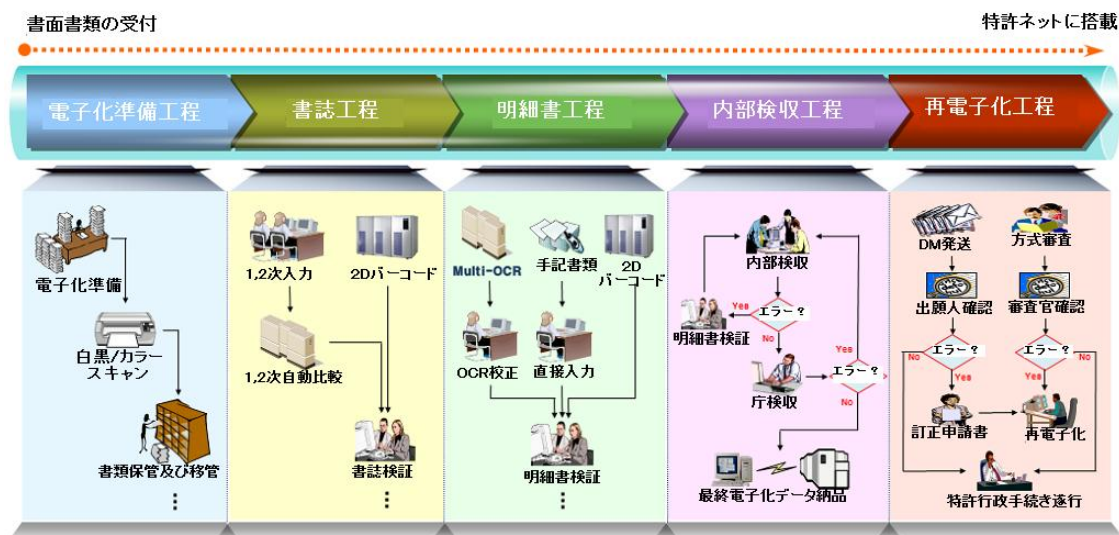 書面書類の受付
特許ネットに搭載
電子化準備工程
書誌工程
明細書工程
内部検収工程
再電子化工程
電子化準備
白黒/カラー
スキャン
書類保管及び移管
1,2次入力
2Dバーコード
1,2次自動比較
書誌検証
Multi-OCR
手記書類
2D
バーコード
OCR校正
直接入力
明細書検証
内部検収
Yes
エラー?
明細書検証
No
Yes
庁検収
エラー?
No
最終電子化データ納品
DM発送
方式審査
出願人確認
審査官確認
No
エラー?
エラー?
No
Yes
Yes
訂正申請書
再電子化
特許行政手続き遂行